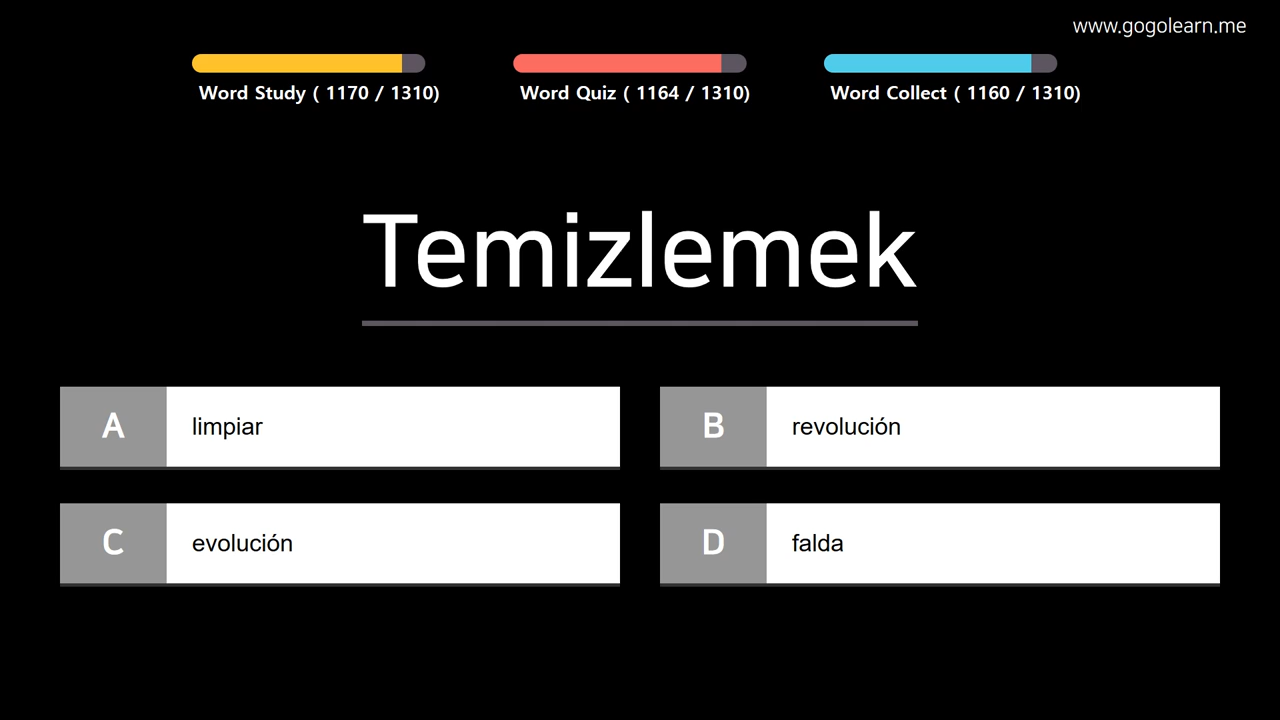 www.gogolearn.me
Word Study ( 1170 / 1310)
Word Quiz ( 1164 / 1310)
Word Collect ( 1160 / 1310)
Temizlemek
A limpiar
B revolución
C evolución
D falda